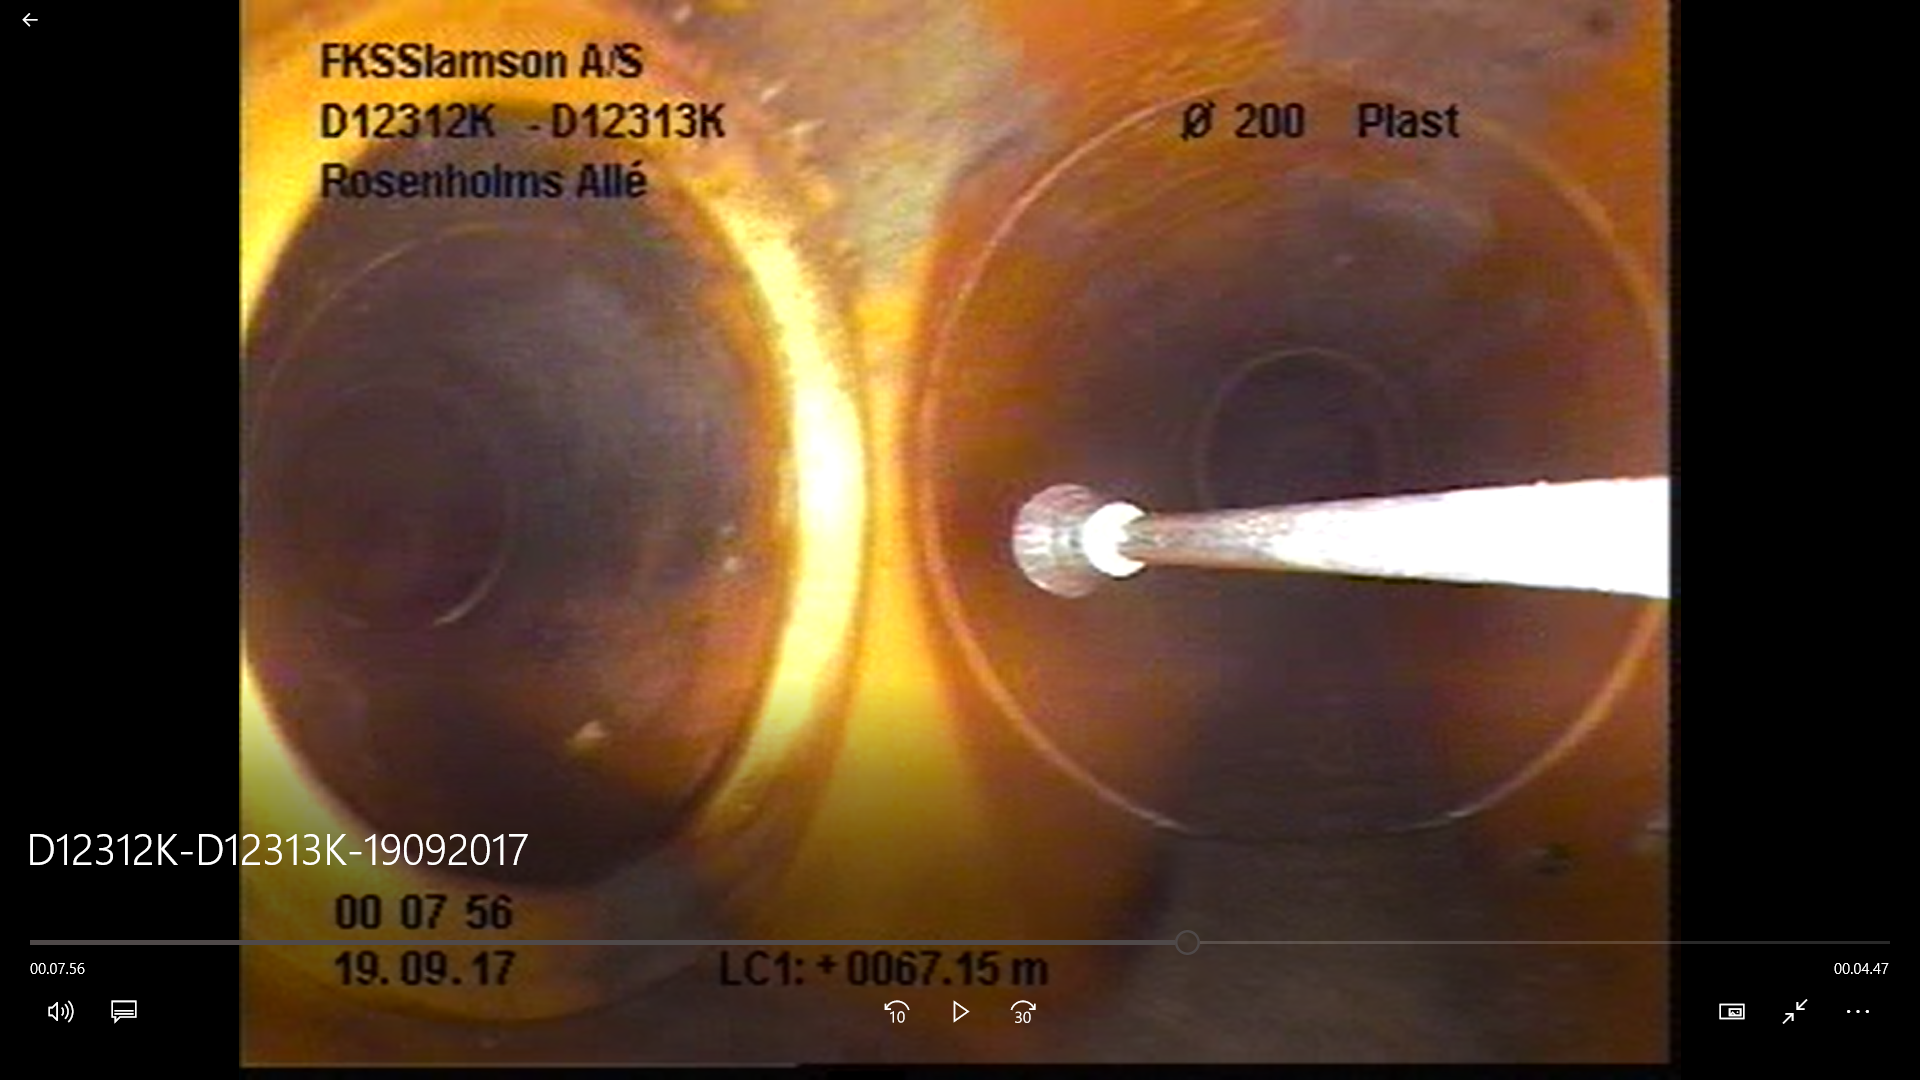 FKSSlamson A/S
D12312K - D12313K
Ø 200 Plast
Rosenholms Allé
D12312K-D12313K-19092017
00 07 56
00.07.56
19.09.17
LC1: +0067.15 m
00.04.47
10
30